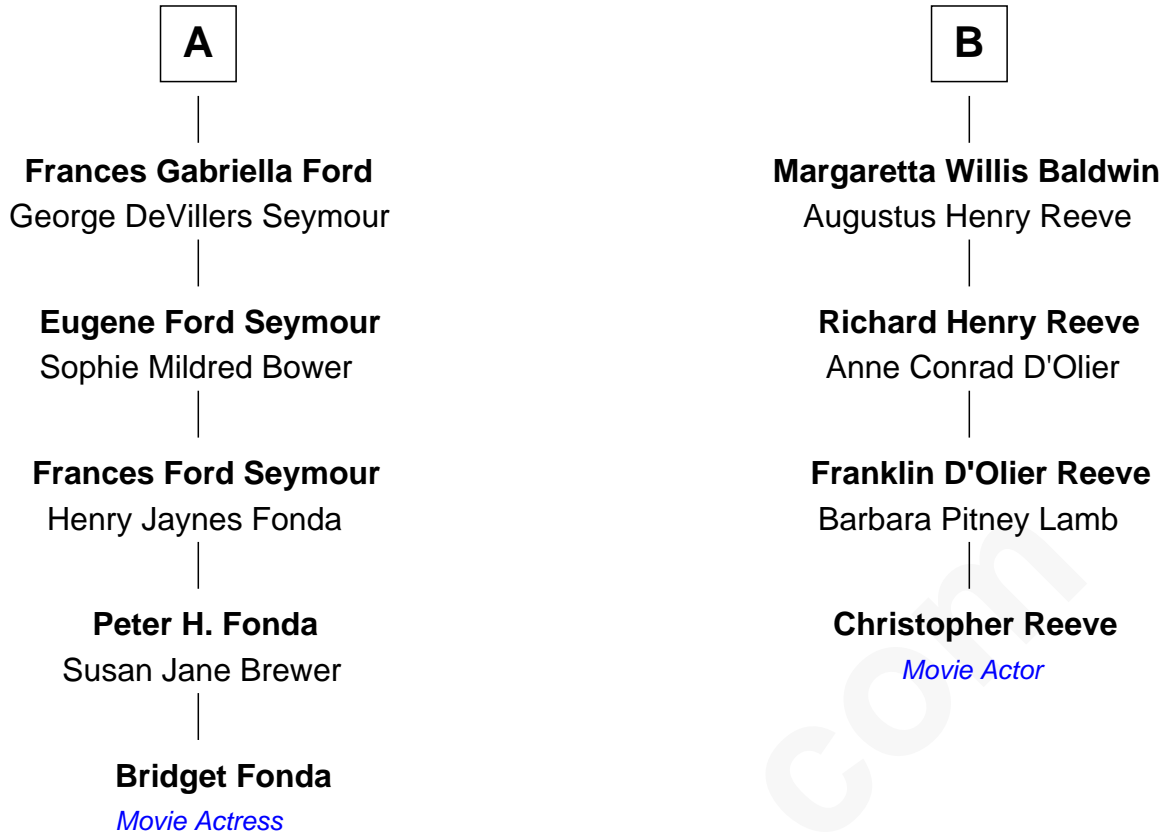 A
Frances Gabriella Ford
George DeVillers Seymour
Eugene Ford Seymour
Sophie Mildred Bower
Frances Ford Seymour
Henry Jaynes Fonda
Peter H. Fonda
Susan Jane Brewer
Bridget Fonda
Movie Actress
B
Margaretta Willis Baldwin
Augustus Henry Reeve
Richard Henry Reeve
Anne Conrad D'Olier
Franklin D'Olier Reeve
Barbara Pitney Lamb
Christopher Reeve
Movie Actor
com